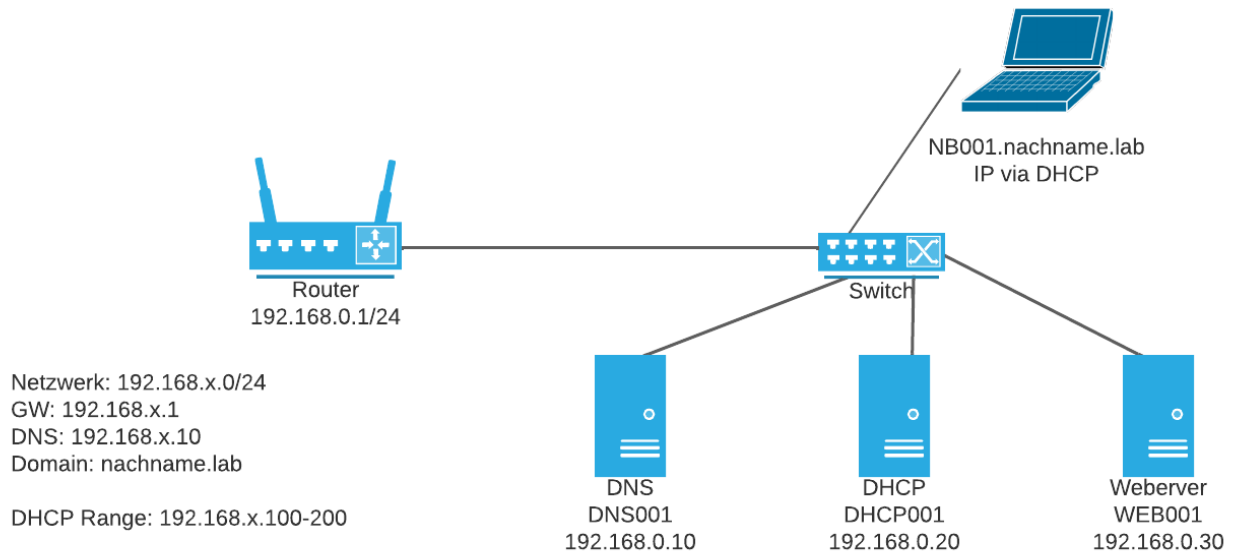 NB001.nachname.lab
IP via DHCP
Router
192.168.0.1/24
Switch
Netzwerk: 192.168.x.0/24
GW: 192.168.x.1
DNS: 192.168.x.10
Domain: nachname.lab
DHCP Range: 192.168.x.100-200
DNS
DNS001
192.168.0.10
DHCP
DHCP001
192.168.0.20
Weberver
WEB001
192.168.0.30